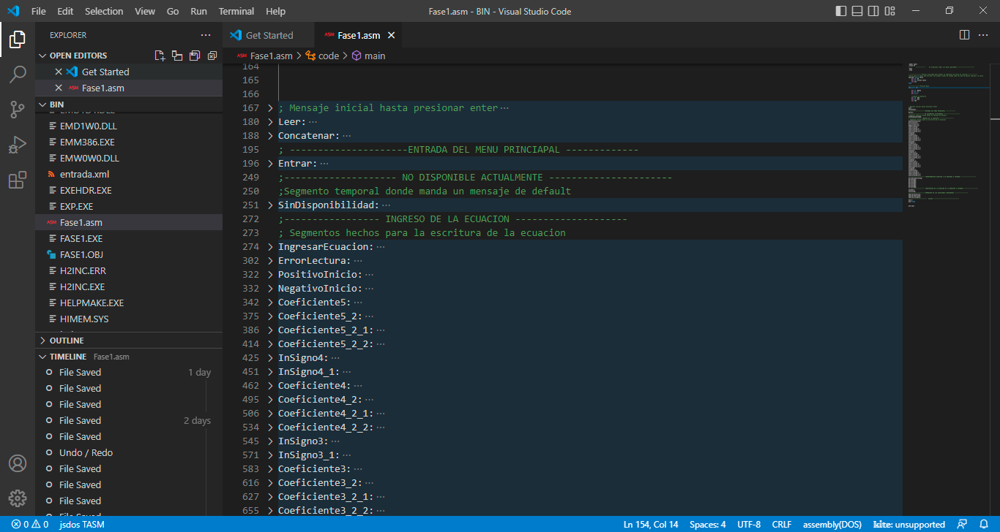 File Edit Selection View Go Run Terminal Help
Fase1.asm - BIN - Visual Studio Code
EXPLORER
OPEN EDITORS
Get Started
ASM Fase1.asm
BIN
EMD1W0.DLL
EMM386.EXE
EMW0W0.DLL
entrada.xml
EXEHDR.EXE
EXP.EXE
ASM Fase1.asm
FASE1.EXE
FASE1.OBJ
H2INC.ERR
H2INC.EXE
HELPMAKE.EXE
HIMEM.SYS
OUTLINE
TIMELINE Fase1.asm
File Saved 1 day
File Saved
File Saved
File Saved 2 days
File Saved
Undo / Redo
File Saved
File Saved
File Saved
File Saved
Get Started
ASM Fase1.asm
ASM Fase1.asm > code > main
164
165
166
167 ; Mensaje inicial hasta presionar enter ···
180 Leer: ···
188 Concatenar: ···
195 ; ---------------------ENTRADA DEL MENU PRINCIAPAL -------------
196 Entrar: ···
249 ;-------------------- NO DISPONIBLE ACTUALMENTE ----------------------
250 ;Segmento temporal donde manda un mensaje de default
251 SinDisponibilidad: ···
272 ;----------------- INGRESO DE LA ECUACION --------------------
273 ; Segmentos hechos para la escritura de la ecuacion
274 IngresarEcuacion: ···
302 ErrorLectura: ···
322 PositivoInicio: ···
332 NegativoInicio: ···
342 Coeficiente5: ···
375 Coeficiente5_2: ···
386 Coeficiente5_2_1: ···
414 Coeficiente5_2_2: ···
425 InSigno4: ···
451 InSigno4_1: ···
462 Coeficiente4: ···
495 Coeficiente4_2: ···
506 Coeficiente4_2_1: ···
534 Coeficiente4_2_2: ···
545 InSigno3: ···
571 InSigno3_1: ···
583 Coeficiente3: ···
616 Coeficiente3_2: ···
627 Coeficiente3_2_1: ···
655 Coeficiente3_2_2: ···
0 0 jsdos TASM
Ln 154, Col 14 Spaces: 4 UTF-8 CRLF assembly(DOS) kite: unsupported